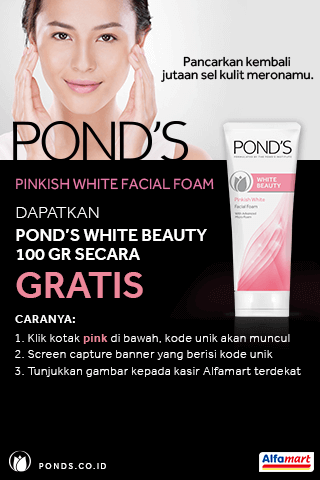 Pancarkan kembali
jutaan sel kulit meronamu.
POND'S
PINKISH WHITE FACIAL FOAM
DAPATKAN
POND'S WHITE BEAUTY
100 GR SECARA
GRATIS
POND'S
WHITE
BEAUTY
Pinkish White
Facial Foam
CARANYA:
1. Klik kotak pink di bawah, kode unik akan muncul
2. Screen capture banner yang berisi kode unik
3. Tunjukkan gambar kepada kasir Alfamart terdekat
PONDS.CO.ID
Alfamart